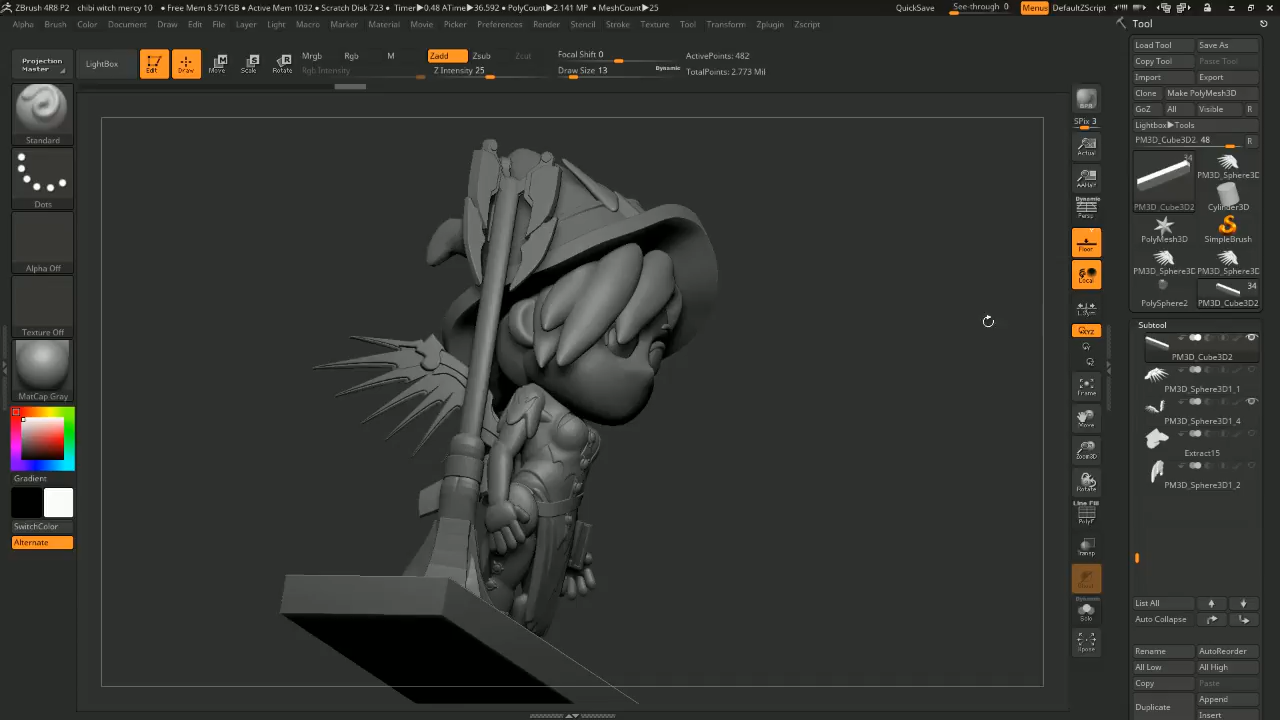 ZBrush 4R8 P2 chibi witch mercy 10 • Free Mem 8.571GB • Active Mem 1032 • Scratch Disk 723 • Timer▶0.48 ATime▶36.592 • PolyCount▶2.141 MP • MeshCount▶25
QuickSave
See-through 0
Menus
DefaultZScript
Alpha Brush Color Document Draw Edit File Layer Light Macro Marker Material Movie Picker Preferences Render Stencil Stroke Texture Tool Transform Zplugin Zscript
Tool
Projection Master
LightBox
Edit
Draw
Move
Scale
Rotate
Mrgb Rgb M
Rgb Intensity
Zadd Zsub Zcut
Z Intensity 25
Focal Shift 0
Draw Size 13
Dynamic
ActivePoints: 482
TotalPoints: 2.773 Mil
Standard
Dots
Alpha Off
Texture Off
MatCap Gray
Gradient
SwitchColor
Alternate
SPix 3
Actual
AAHalf
Dynamic
Persp
Floor
Local
L.Sym
XYZ
Frame
Move
Zoom3D
Rotate
Line Fill
PolyF
Transp
Ghost
Dynamic
Solo
Xpose
Load Tool Save As
Copy Tool Paste Tool
Import Export
Clone Make PolyMesh3D
GoZ All Visible R
Lightbox▶Tools
PM3D_Cube3D2. 48 R
34
PM3D_Cube3D2
PM3D_Sphere3D
Cylinder3D
PolyMesh3D
SimpleBrush
PM3D_Sphere3D
PM3D_Sphere3D
34
PolySphere2
PM3D_Cube3D2
Subtool
PM3D_Cube3D2
PM3D_Sphere3D1_1
PM3D_Sphere3D1_4
Extract15
PM3D_Sphere3D1_2
List All
Auto Collapse
Rename AutoReorder
All Low All High
Copy Paste
Duplicate
Append
Insert